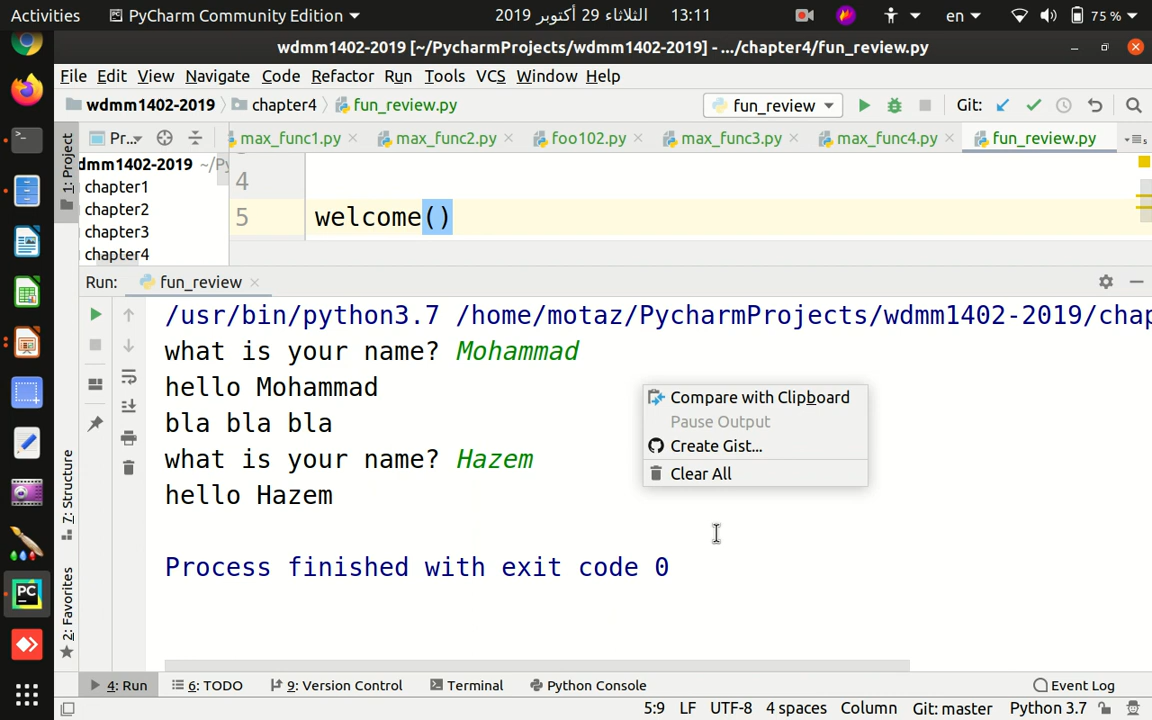 Activities PyCharm Community Edition الثلاثاء 29 أكتوبر 2019 13:11 en 75 %
wdmm1402-2019 [~/PycharmProjects/wdmm1402-2019] - .../chapter4/fun_review.py
File Edit View Navigate Code Refactor Run Tools VCS Window Help
wdmm1402-2019 chapter4 fun_review.py fun_review Git:
1: Project Pr... max_func1.py max_func2.py foo102.py max_func3.py max_func4.py fun_review.py
dmm1402-2019 ~/Py
chapter1
chapter2
chapter3
chapter4
4
5 welcome()
Run: fun_review
/usr/bin/python3.7 /home/motaz/PycharmProjects/wdmm1402-2019/chap
what is your name? Mohammad
hello Mohammad
bla bla bla
what is your name? Hazem
hello Hazem
Process finished with exit code 0
Compare with Clipboard
Pause Output
Create Gist...
Clear All
7: Structure
2: Favorites
4: Run 6: TODO 9: Version Control Terminal Python Console Event Log
5:9 LF UTF-8 4 spaces Column Git: master Python 3.7